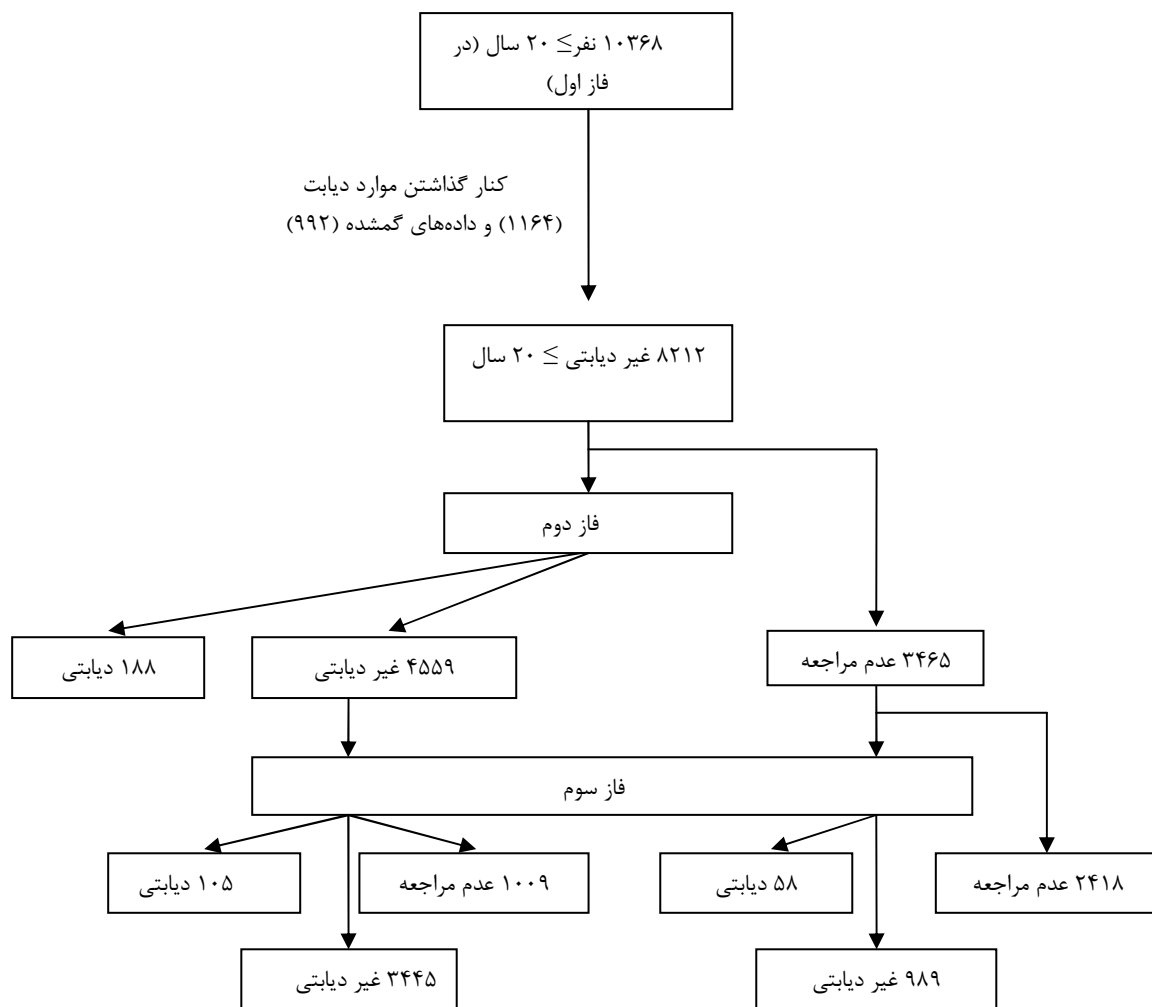 ۱۰۳۶۸ نفر≥ ۲۰ سال (در
فاز اول)
کنار گذاشتن موارد دیابت
(۱۱۶۴) و داده‌های گمشده (۹۹۲)
۸۲۱۲ غیر دیابتی ≥ ۲۰ سال
فاز دوم
۱۸۸ دیابتی
۴۵۵۹ غیر دیابتی
۳۴۶۵ عدم مراجعه
فاز سوم
۱۰۵ دیابتی
۱۰۰۹ عدم مراجعه
۵۸ دیابتی
۲۴۱۸ عدم مراجعه
۳۴۴۵ غیر دیابتی
۹۸۹ غیر دیابتی